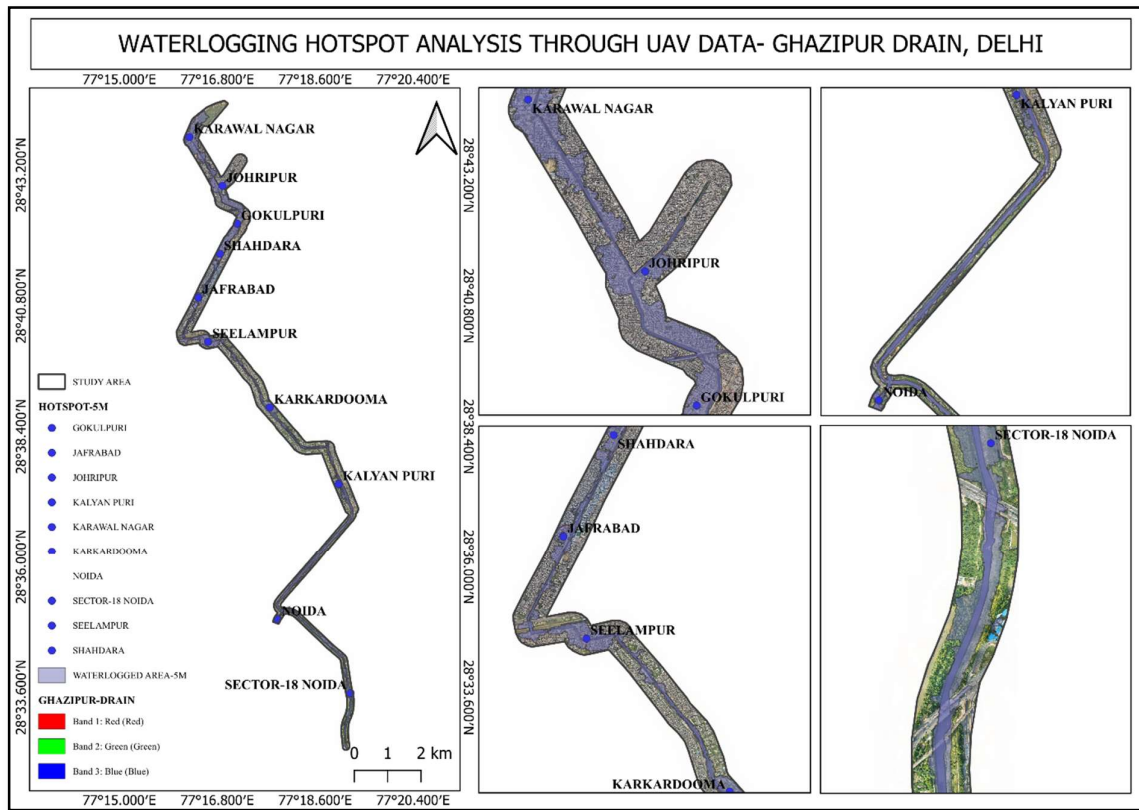 WATERLOGGING HOTSPOT ANALYSIS THROUGH UAV DATA- GHAZIPUR DRAIN, DELHI
77°15.000'E 77°16.800'E 77°18.600'E 77°20.400'E
28°43.200'N
28°40.800'N
28°38.400'N
28°36.000'N
28°33.600'N
KARAWAL NAGAR
JOHRIPUR
GOKULPURI
SHAHDARA
JAFRABAD
SEELAMPUR
KARKARDOOMA
KALYAN PURI
NOIDA
SECTOR-18 NOIDA
STUDY AREA
HOTSPOT-5M
GOKULPURI
JAFRABAD
JOHRIPUR
KALYAN PURI
KARAWAL NAGAR
KARKARDOOMA
NOIDA
SECTOR-18 NOIDA
SEELAMPUR
SHAHDARA
WATERLOGGED AREA-5M
GHAZIPUR-DRAIN
Band 1: Red (Red)
Band 2: Green (Green)
Band 3: Blue (Blue)
0 1 2 km
77°15.000'E 77°16.800'E 77°18.600'E 77°20.400'E
28°43.200'N
28°40.800'N
28°38.400'N
28°36.000'N
28°33.600'N
KARAWAL NAGAR
JOHRIPUR
GOKULPURI
KALYAN PURI
NOIDA
SHAHDARA
JAFRABAD
SEELAMPUR
KARKARDOOMA
SECTOR-18 NOIDA